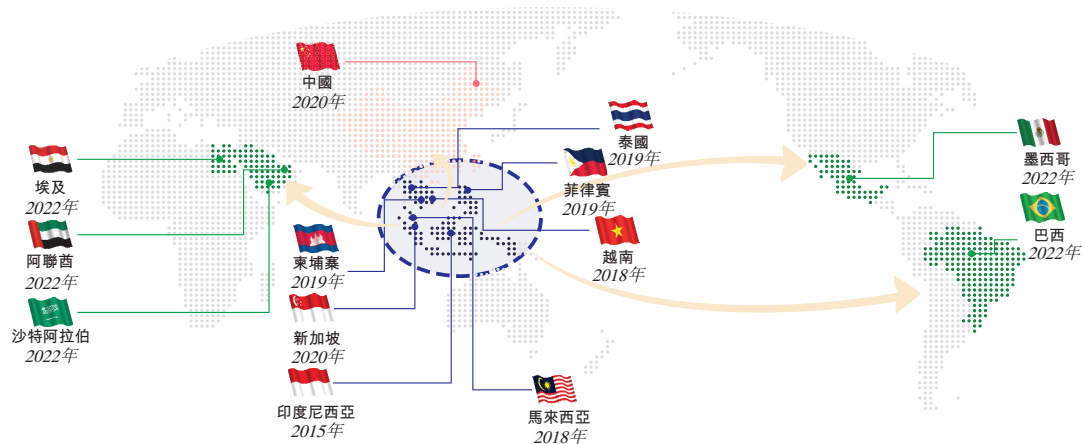 中國
2020年
泰國
2019年
埃及
2022年
菲律賓
2019年
墨西哥
2022年
阿聯酋
2022年
柬埔寨
2019年
越南
2018年
巴西
2022年
沙特阿拉伯
2022年
新加坡
2020年
印度尼西亞
2015年
馬來西亞
2018年